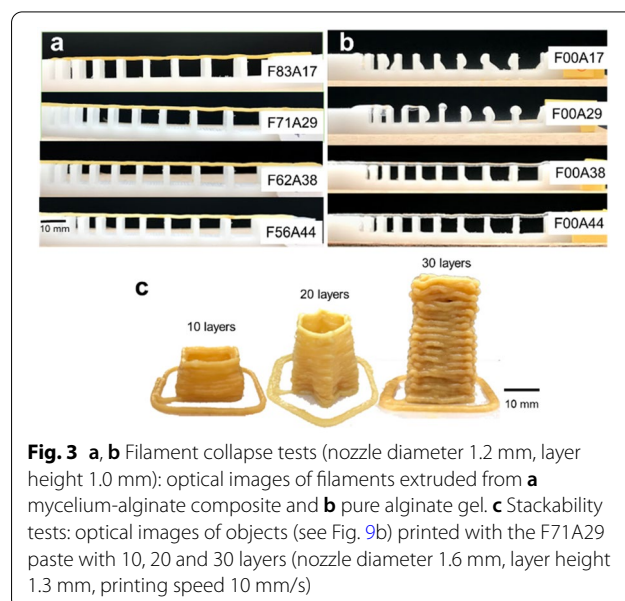 a
F83A17
F71A29
F62A38
10 mm
F56A44
b
F00A17
F00A29
F00A38
F00A44
c
10 layers
20 layers
30 layers
10 mm
Fig. 3 a, b Filament collapse tests (nozzle diameter 1.2 mm, layer
height 1.0 mm): optical images of filaments extruded from a
mycelium-alginate composite and b pure alginate gel. c Stackability
tests: optical images of objects (see Fig. 9b) printed with the F71A29
paste with 10, 20 and 30 layers (nozzle diameter 1.6 mm, layer height
1.3 mm, printing speed 10 mm/s)